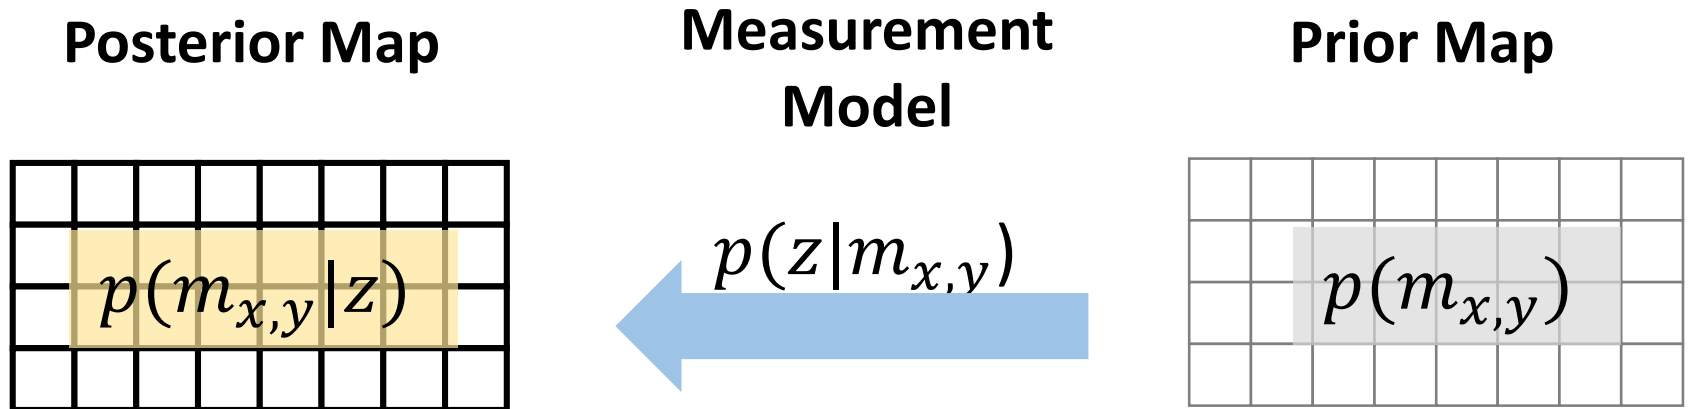 Posterior Map
Measurement
Model
Prior Map
p(m_{x,y}|z)
p(z|m_{x,y})
p(m_{x,y})